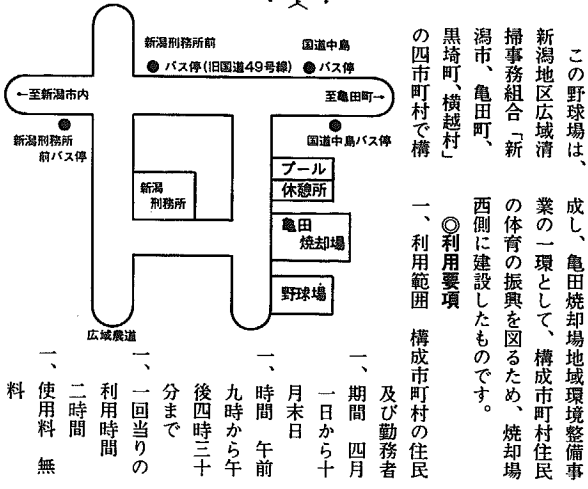 この野球場は、
新潟地区広域清
掃事務組合「新
潟市、亀田町、
黒埼町、横越村」
の四市町村で構
成し、亀田焼却場地域環境整備事
業の一環として、構成市町村住民
の体育の振興を図るため、焼却場
西側に建設したものです。
◎利用要項
一、利用範囲　構成市町村の住民
及び勤務者
一、期間　四月
一日から十
月末日
一、時間　午前
九時から午
後四時三十
分まで
一、一回当りの
利用時間
二時間
一、使用料　無
料
新潟刑務所前
バス停(旧国道49号線)
国道中島
バス停
←至新潟市内
至亀田町→
新潟刑務所
前バス停
国道中島バス停
新潟
刑務所
プール
休憩所
亀田
焼却場
野球場
広域農道